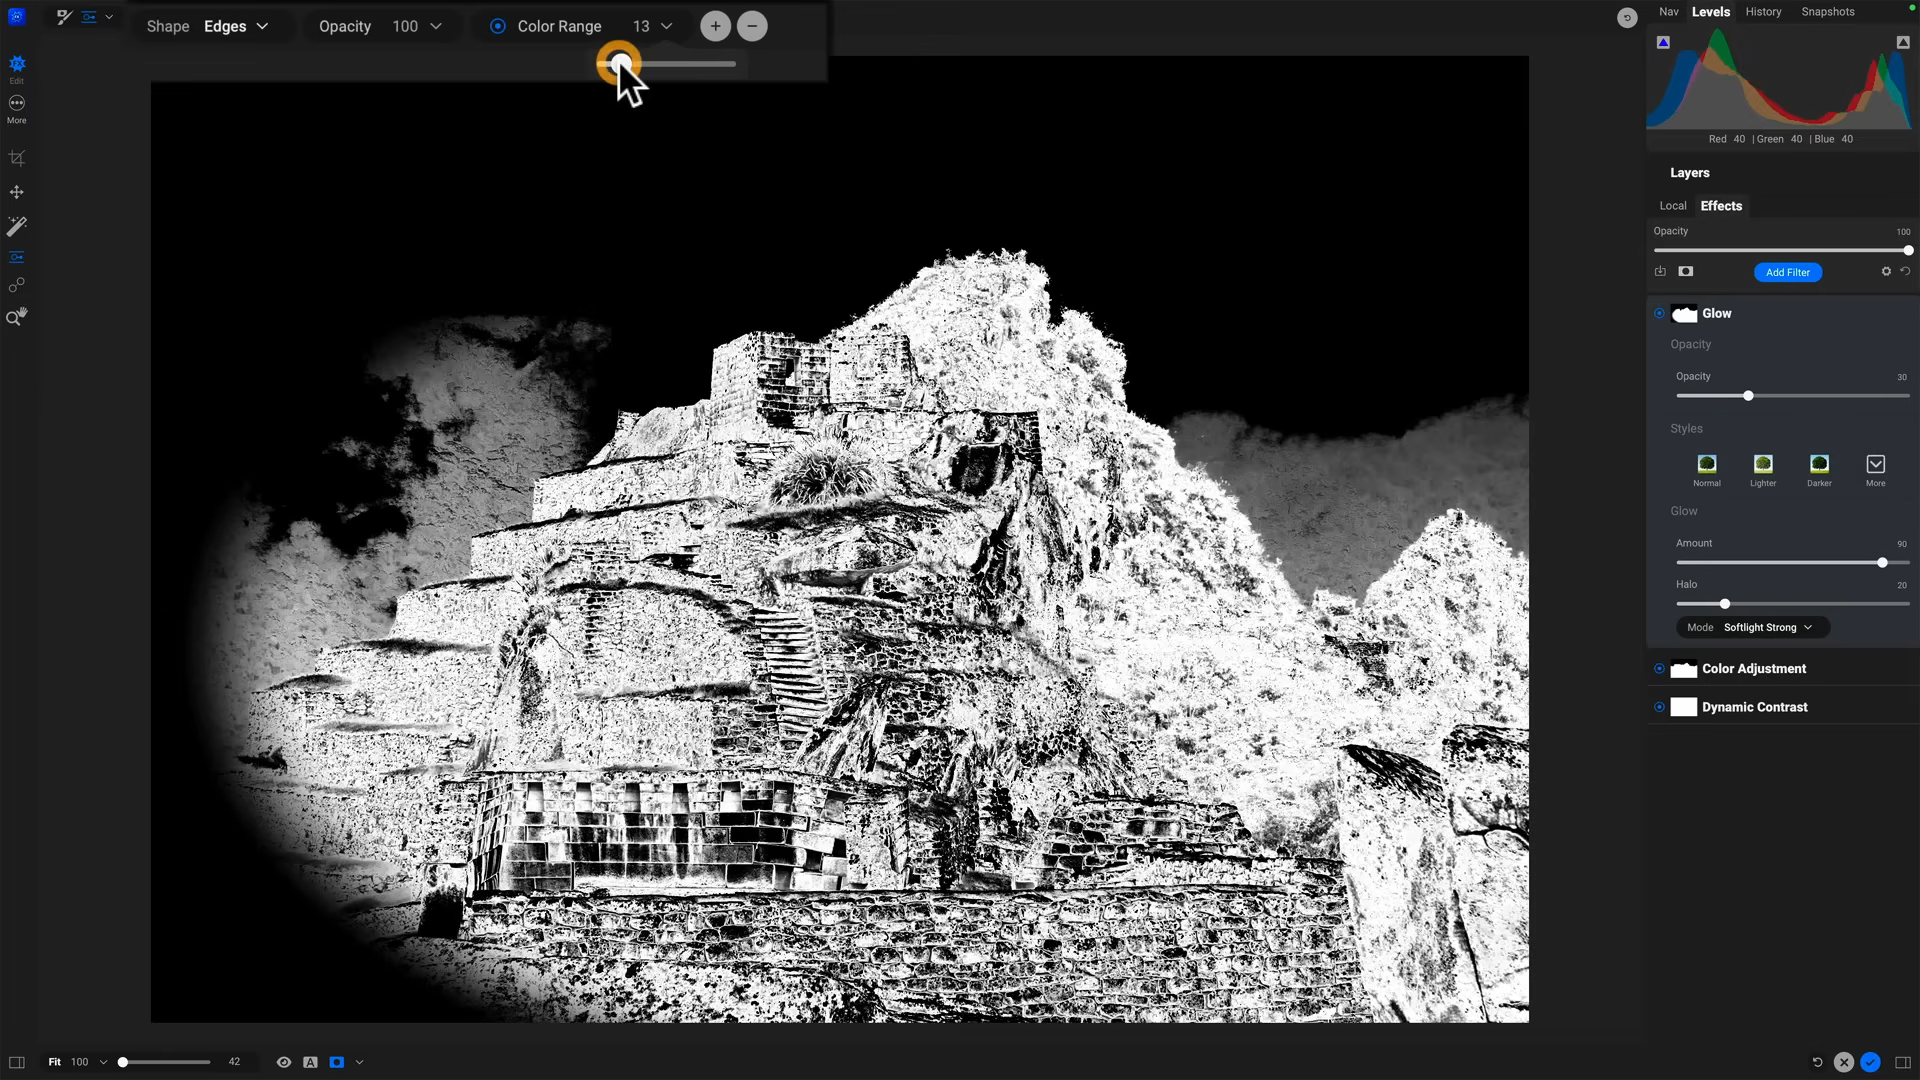 Shape Edges Opacity 100 Color Range 13
Nav Levels History Snapshots
Edit
More
Red 40 | Green 40 | Blue 40
Layers
Local Effects
Opacity 100
Add Filter
Glow
Opacity
Opacity 30
Styles
Normal Lighter Darker More
Glow
Amount 90
Halo 20
Mode Softlight Strong
Color Adjustment
Dynamic Contrast
Fit 100 42 A